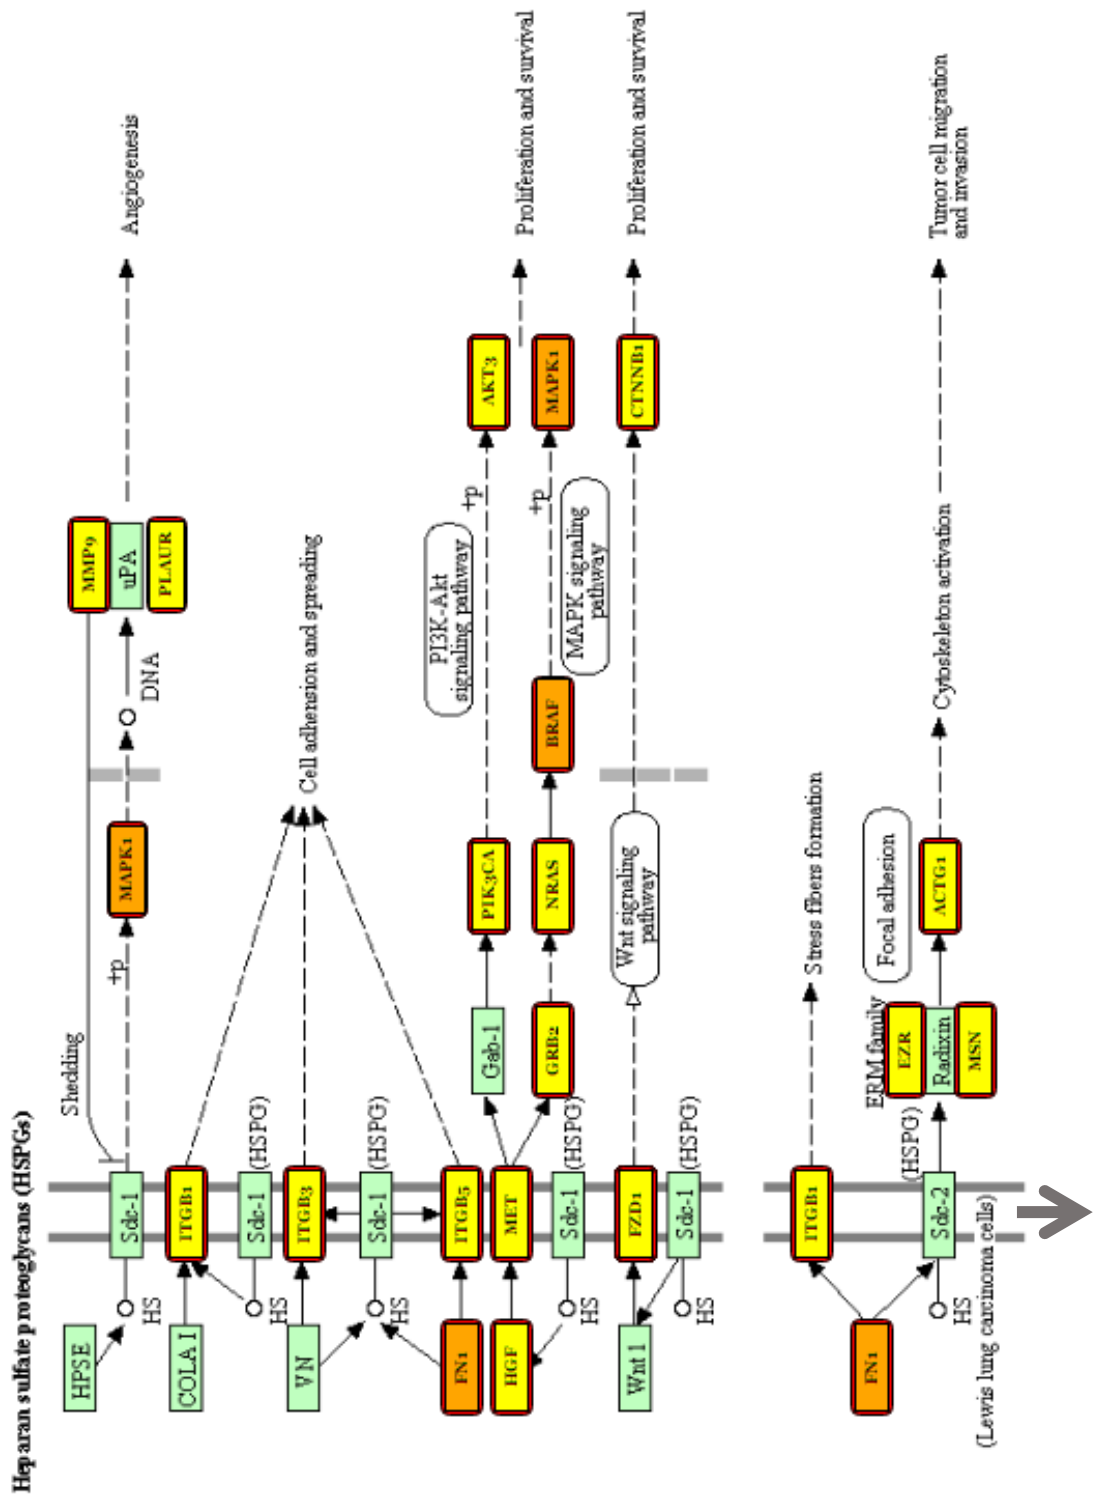 Heparan sulfate proteoglycans (HSPGs)
Shedding
HPSE
HS
Sdc-1
+p
MAPK1
DNA
MMP9
uPA
PLAUR
Angiogenesis
COLA I
ITGB1
HS
Sdc-1
(HSPG)
VN
ITGB3
Cell adhension and spreading
HS
Sdc-1
(HSPG)
FN1
ITGB5
PI3K-Akt
signaling pathway
HGF
MET
Gab-1
PIK3CA
+p
AKT3
Proliferation and survival
GRB2
NRAS
BRAF
+p
MAPK1
HS
Sdc-1
(HSPG)
MAPK signaling
pathway
Wnt 1
FZD1
Wnt signaling
pathway
CTNNB1
Proliferation and survival
HS
Sdc-1
(HSPG)
ITGB1
Stress fibers formation
FN1
ERM family
Focal adhesion
HS
Sdc-2
(HSPG)
EZR
Radixin
MSN
ACTG1
Cytoskeleton activation
Tumor cell migration
and invasion
(Lewis lung carcinoma cells)